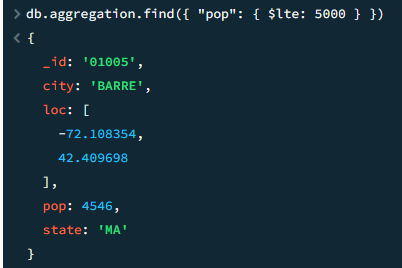 > db.aggregation.find({ "pop": { $lte: 5000 } })
< {
_id: '01005',
city: 'BARRE',
loc: [
-72.108354,
42.409698
],
pop: 4546,
state: 'MA'
}